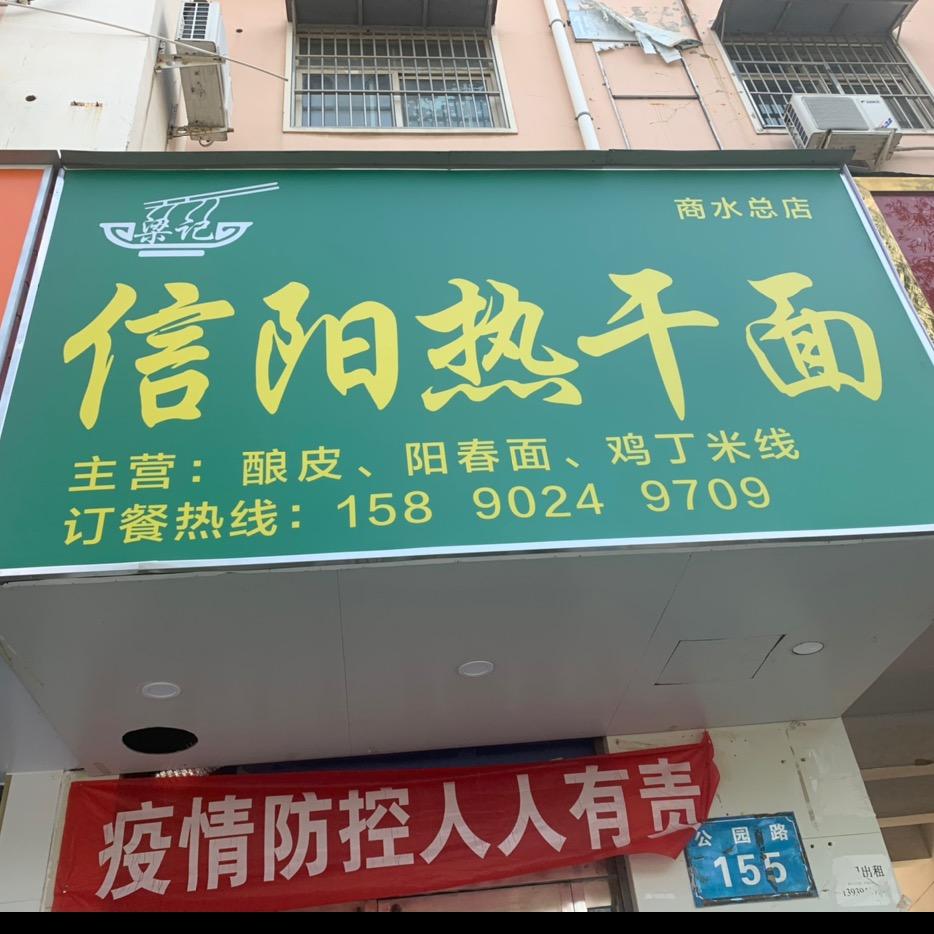 梁记
商水总店
信阳热干面
主营：酿皮、阳春面、鸡丁米线
订餐热线：158 9024 9709
疫情防控人人有责
公园路
155
出租